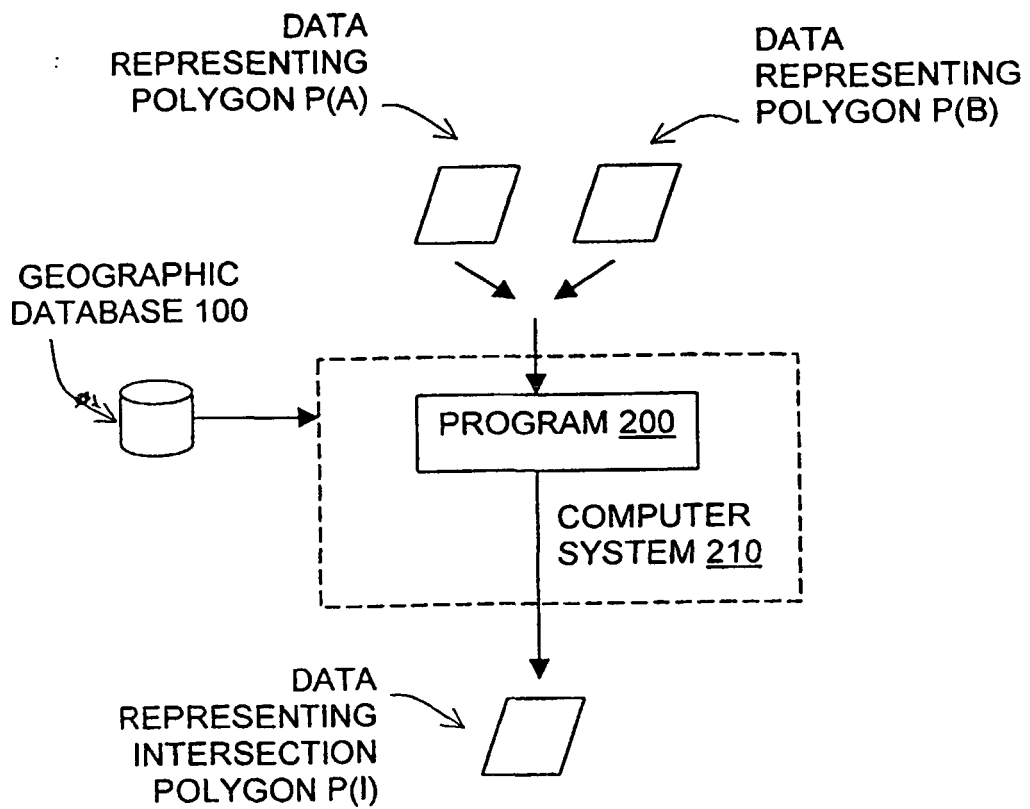 DATA
REPRESENTING
POLYGON P(A)
DATA
REPRESENTING
POLYGON P(B)
GEOGRAPHIC
DATABASE 100
PROGRAM 200
COMPUTER
SYSTEM 210
DATA
REPRESENTING
INTERSECTION
POLYGON P(I)